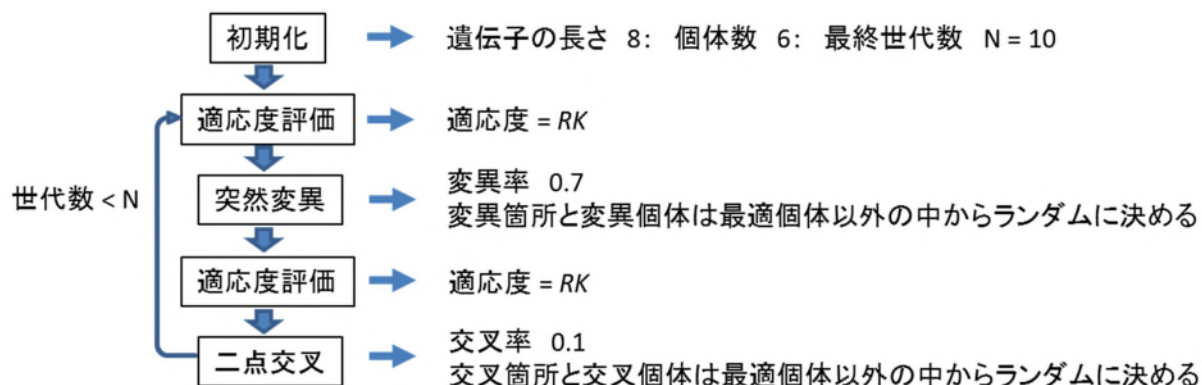 初期化
遺伝子の長さ 8： 個体数 6： 最終世代数 N = 10
適応度評価
適応度 = RK
世代数 < N
突然変異
変異率 0.7
変異箇所と変異個体は最適個体以外の中からランダムに決める
適応度評価
適応度 = RK
二点交叉
交叉率 0.1
交叉箇所と交叉個体は最適個体以外の中からランダムに決める